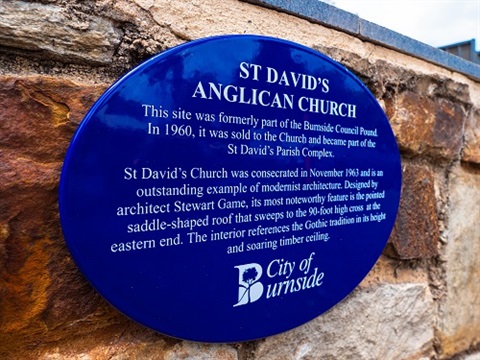 ST DAVID'S
ANGLICAN CHURCH
This site was formerly part of the Burnside Council Pound.
In 1960, it was sold to the Church and became part of the
St David's Parish Complex.
St David's Church was consecrated in November 1963 and is an
outstanding example of modernist architecture. Designed by
architect Stewart Game, its most noteworthy feature is the pointed
saddle-shaped roof that sweeps to the 90-foot high cross at the
eastern end. The interior references the Gothic tradition in its height
and soaring timber ceiling.
City of
Burnside